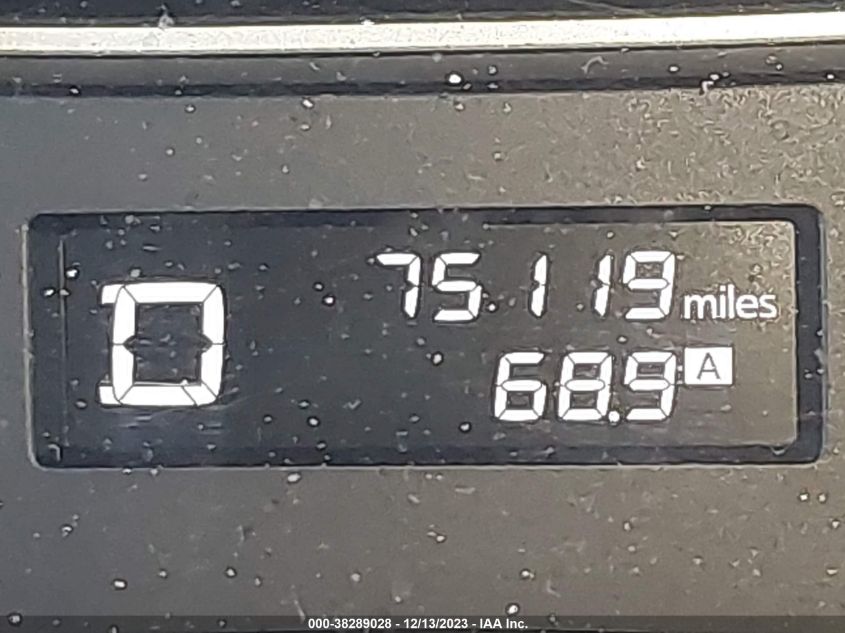 75119 miles
D
68.9 A
000-38289028 - 12/13/2023 - IAA Inc.